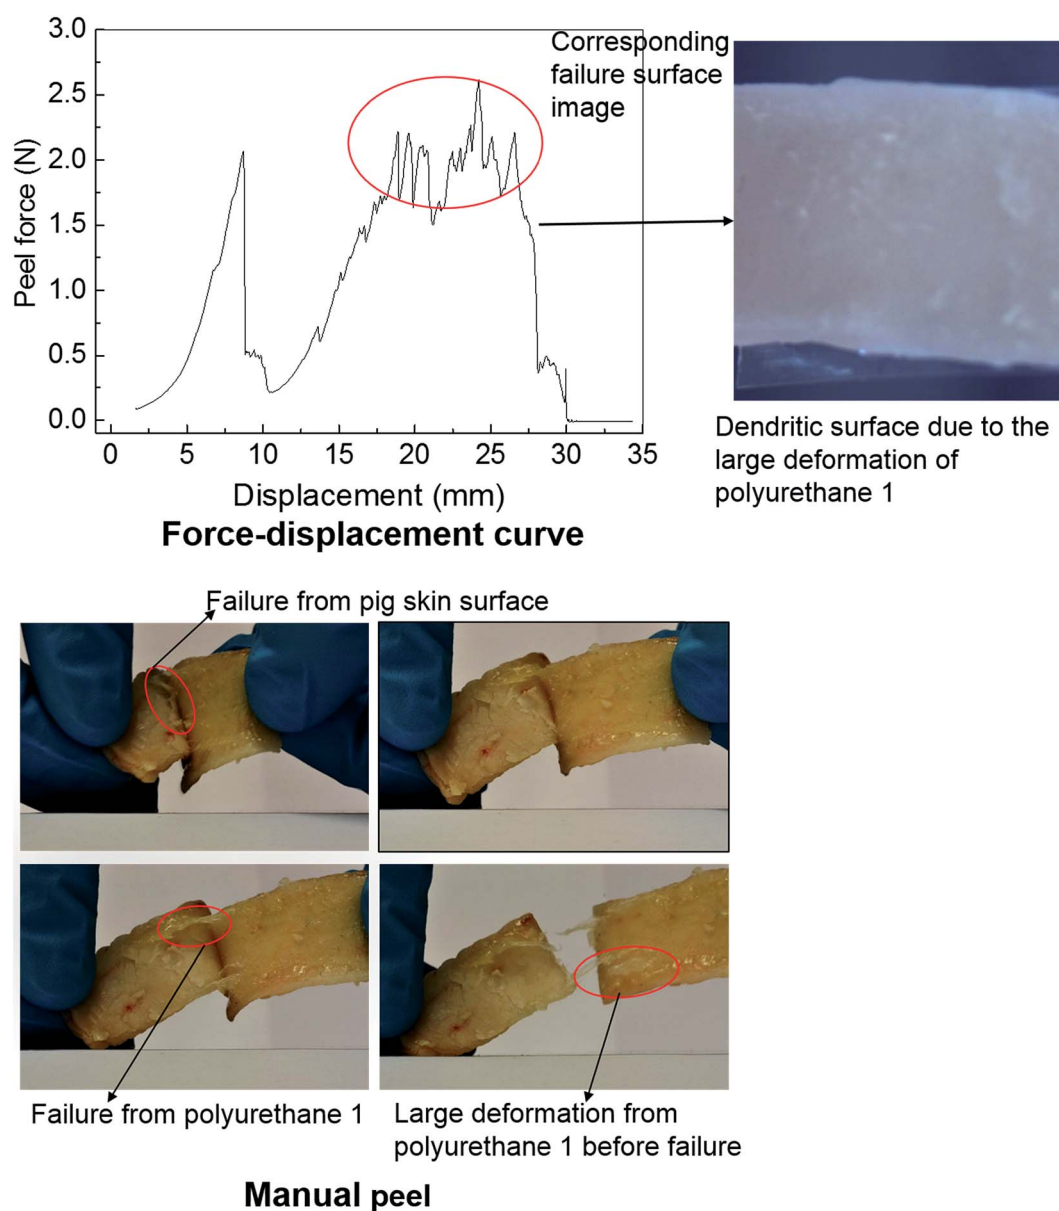 3.0
2.5
2.0
1.5
1.0
0.5
0.0
Peel force (N)
0 5 10 15 20 25 30 35
Displacement (mm)
Force-displacement curve
Corresponding
failure surface
image
Dendritic surface due to the
large deformation of
polyurethane 1
Failure from pig skin surface
Failure from polyurethane 1
Large deformation from
polyurethane 1 before failure
Manual peel